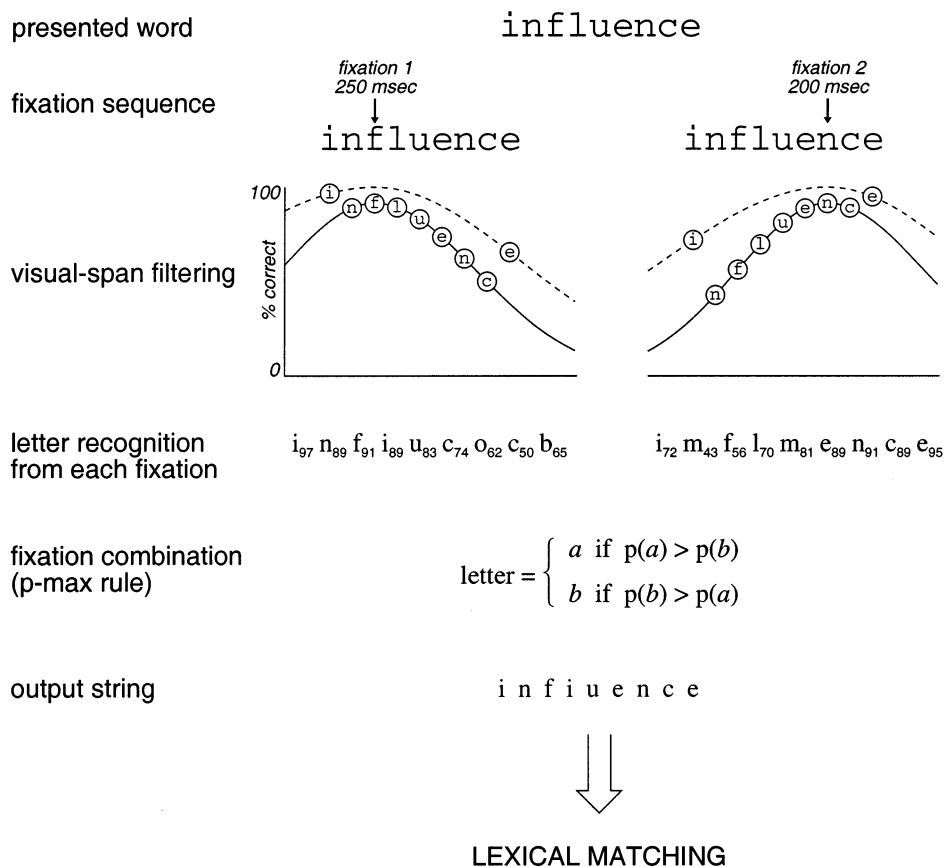 presented word
influence
fixation sequence
fixation 1
250 msec
influence
fixation 2
200 msec
influence
visual-span filtering
% correct
100
0
i n f l u e n c e
i n f l u e n c e
letter recognition
from each fixation
i₉₇ n₈₉ f₉₁ i₈₉ u₈₃ c₇₄ o₆₂ c₅₀ b₆₅
i₇₂ m₄₃ f₅₆ l₇₀ m₈₁ e₈₉ n₉₁ c₈₉ e₉₅
fixation combination
(p-max rule)
letter = { a if p(a) > p(b)
b if p(b) > p(a)
output string
i n f i u e n c e
LEXICAL MATCHING